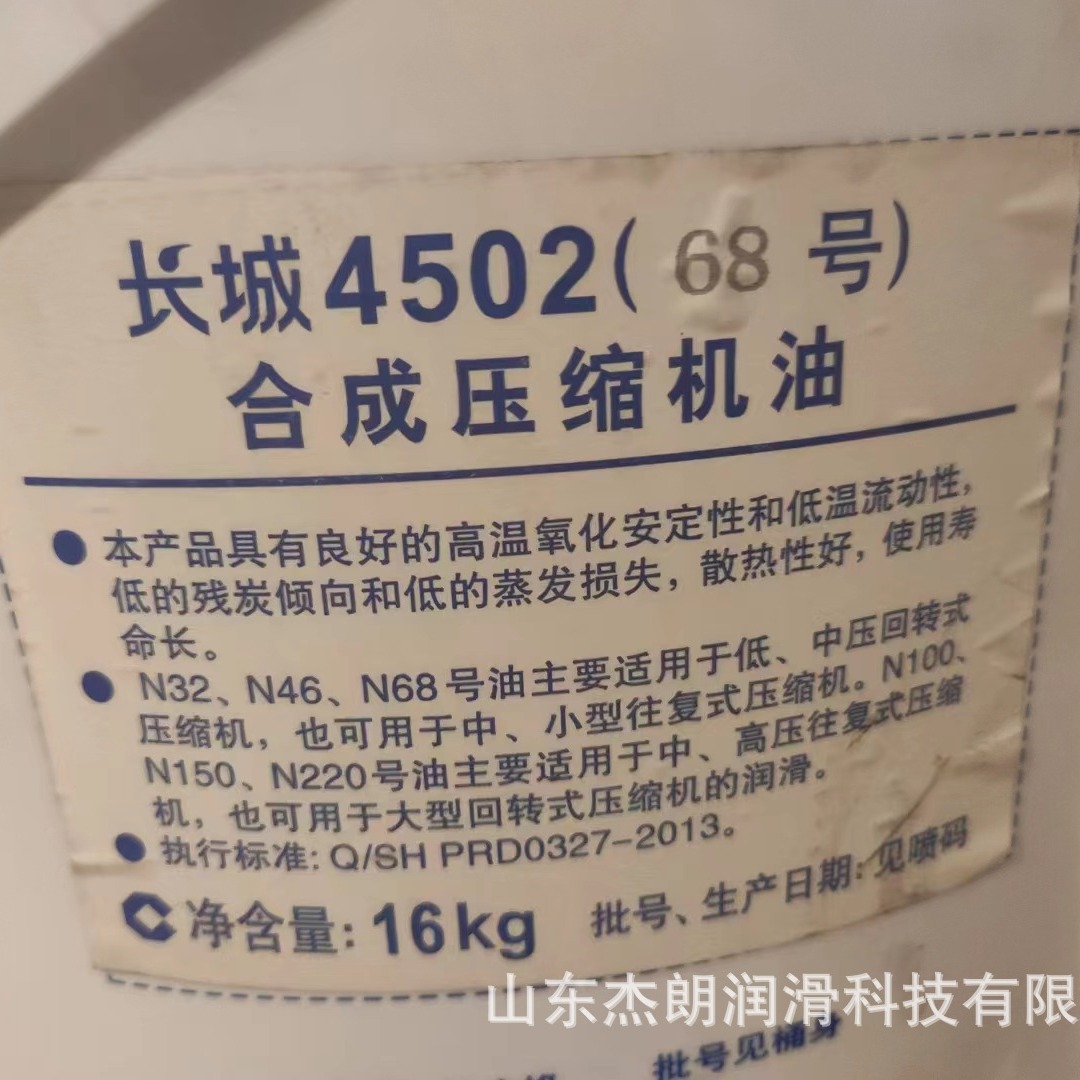 长城4502(68号)
合成压缩机油
● 本产品具有良好的高温氧化安定性和低温流动性,
低的残炭倾向和低的蒸发损失,散热性好,使用寿
命长。
● N32、N46、N68号油主要适用于低、中压回转式
压缩机,也可用于中、小型往复式压缩机。N100、
N150、N220号油主要适用于中、高压往复式压缩
机,也可用于大型回转式压缩机的润滑。
● 执行标准: Q/SH PRD0327-2013。
净含量: 16kg 批号、生产日期: 见喷码
山东杰朗润滑科技有限
批号见桶身